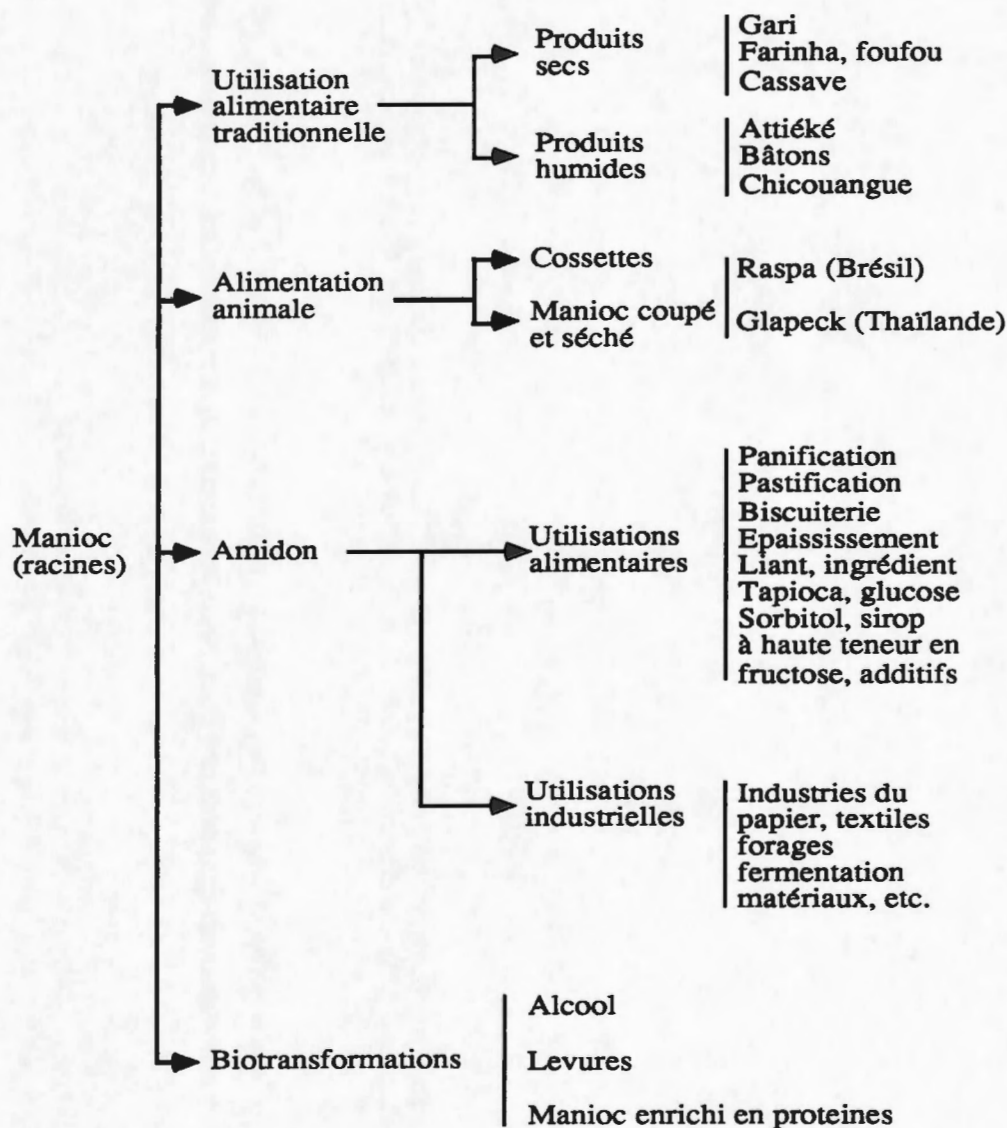 Manioc
(racines)
Utilisation
alimentaire
traditionnelle
Produits
secs
Gari
Farinha, foufou
Cassave
Produits
humides
Attiéké
Bâtons
Chicouangue
Alimentation
animale
Cossettes
Manioc coupé
et séché
Raspa (Brésil)
Glapeck (Thaïlande)
Amidon
Utilisations
alimentaires
Panification
Pastification
Biscuiterie
Epaississement
Liant, ingrédient
Tapioca, glucose
Sorbitol, sirop
à haute teneur en
fructose, additifs
Utilisations
industrielles
Industries du
papier, textiles
forages
fermentation
matériaux, etc.
Biotransformations
Alcool
Levures
Manioc enrichi en proteines